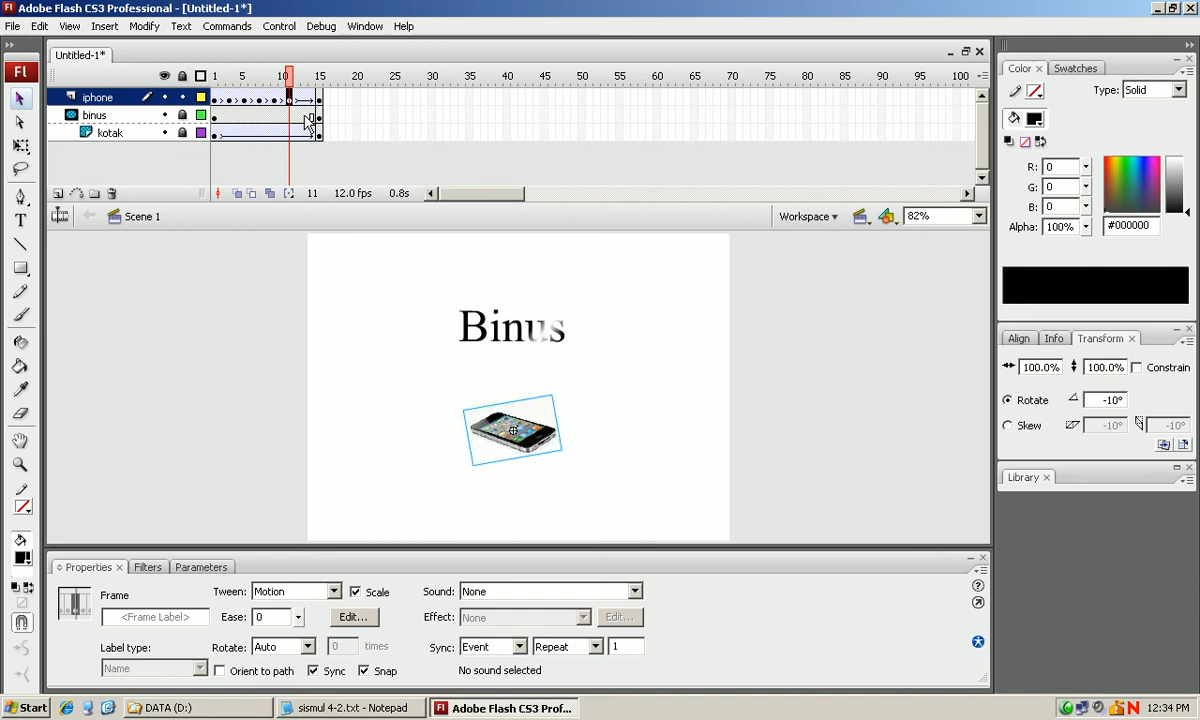 Adobe Flash CS3 Professional - [Untitled-1*]
File Edit View Insert Modify Text Commands Control Debug Window Help
Untitled-1*
1 5 10 15 20 25 30 35 40 45 50 55 60 65 70 75 80 85 90 95 100
iphone
binus
kotak
11 12.0 fps 0.8s
Scene 1
Workspace
82%
Binus
Color Swatches
Type: Solid
R: 0
G: 0
B: 0
Alpha: 100% #000000
Align Info Transform
100.0% 100.0% Constrain
Rotate -10°
Skew -10° -10°
Library
Properties Filters Parameters
Frame
<Frame Label>
Label type:
Name
Tween: Motion Scale
Ease: 0 Edit...
Rotate: Auto 0 times
Orient to path Sync Snap
Sound: None
Effect: None Edit...
Sync: Event Repeat 1
No sound selected
Start DATA (D:) sismul 4-2.txt - Notepad Adobe Flash CS3 Prof... 12:34 PM